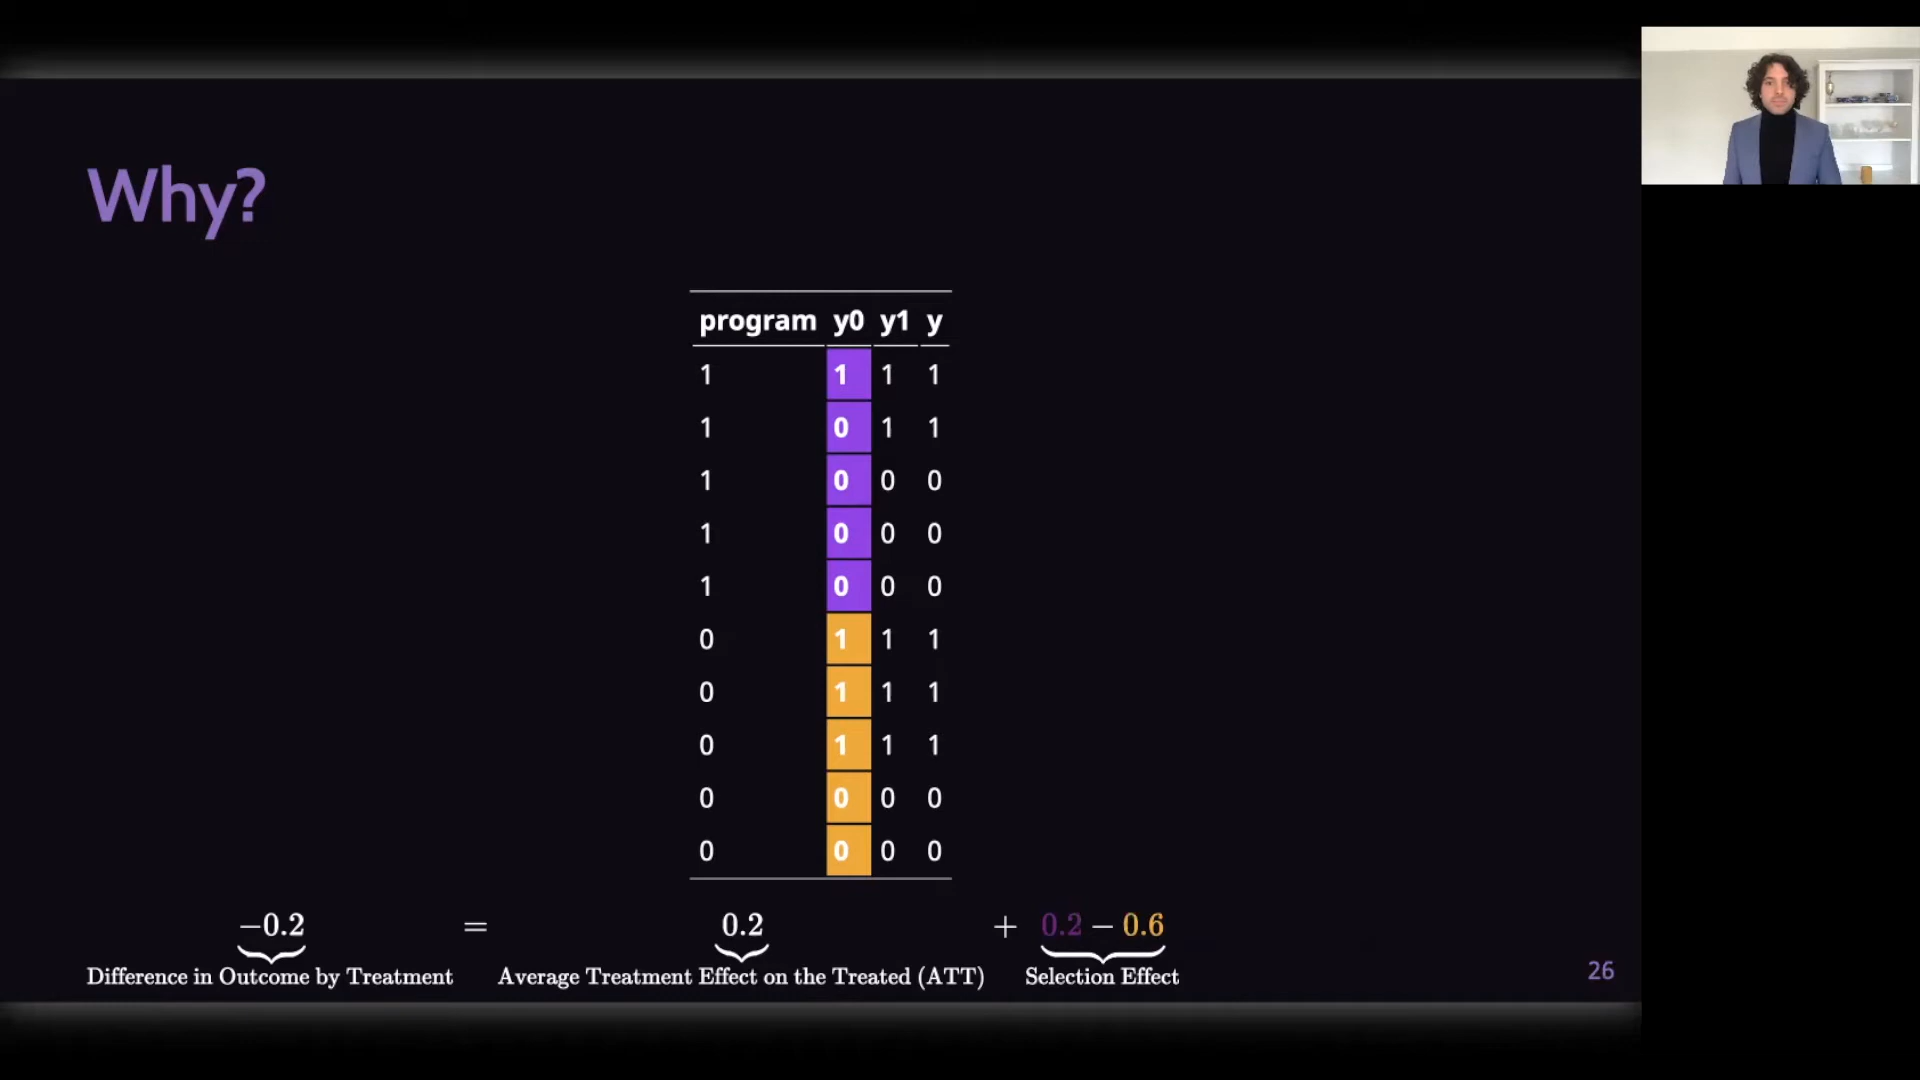 Why?
program y0 y1 y
1 1 1 1
1 0 1 1
1 0 0 0
1 0 0 0
1 0 0 0
0 1 1 1
0 1 1 1
0 1 1 1
0 0 0 0
0 0 0 0
−0.2 = 0.2 + 0.2 − 0.6
Difference in Outcome by Treatment Average Treatment Effect on the Treated (ATT) Selection Effect
26